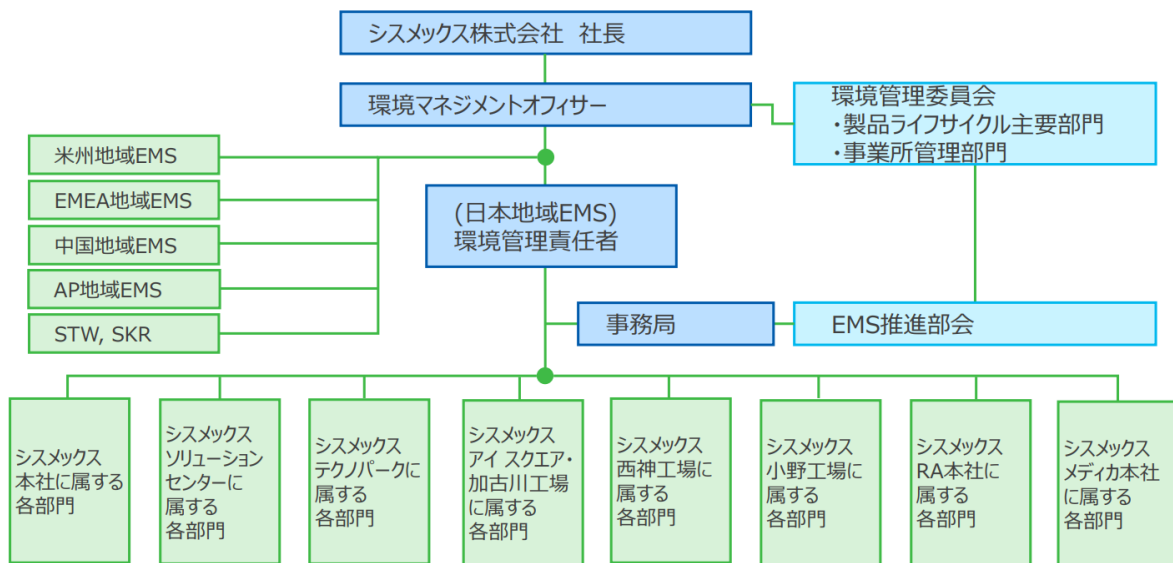 シスメックス株式会社 社長
環境マネジメントオフィサー
環境管理委員会
・製品ライフサイクル主要部門
・事業所管理部門
米州地域EMS
EMEA地域EMS
中国地域EMS
AP地域EMS
STW, SKR
(日本地域EMS)
環境管理責任者
事務局
EMS推進部会
シスメックス
本社に属する
各部門
シスメックス
ソリューション
センターに
属する
各部門
シスメックス
テクノパークに
属する
各部門
シスメックス
アイ スクエア・
加古川工場
に属する
各部門
シスメックス
西神工場に
属する
各部門
シスメックス
小野工場に
属する
各部門
シスメックス
RA本社に
属する
各部門
シスメックス
メディカ本社
に属する
各部門